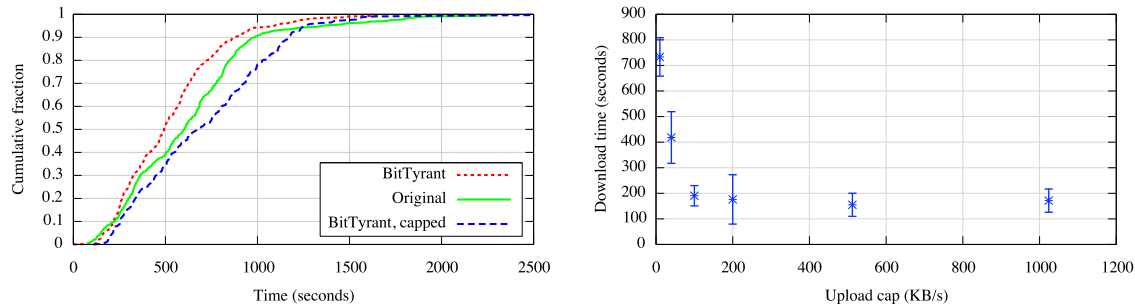 1
0.9
0.8
0.7
0.6
0.5
0.4
0.3
0.2
0.1
0
Cumulative fraction
BitTyrant
Original
BitTyrant, capped
0 500 1000 1500 2000 2500
Time (seconds)
900
800
700
600
500
400
300
200
100
0
Download time (seconds)
0 200 400 600 800 1000 1200
Upload cap (KB/s)